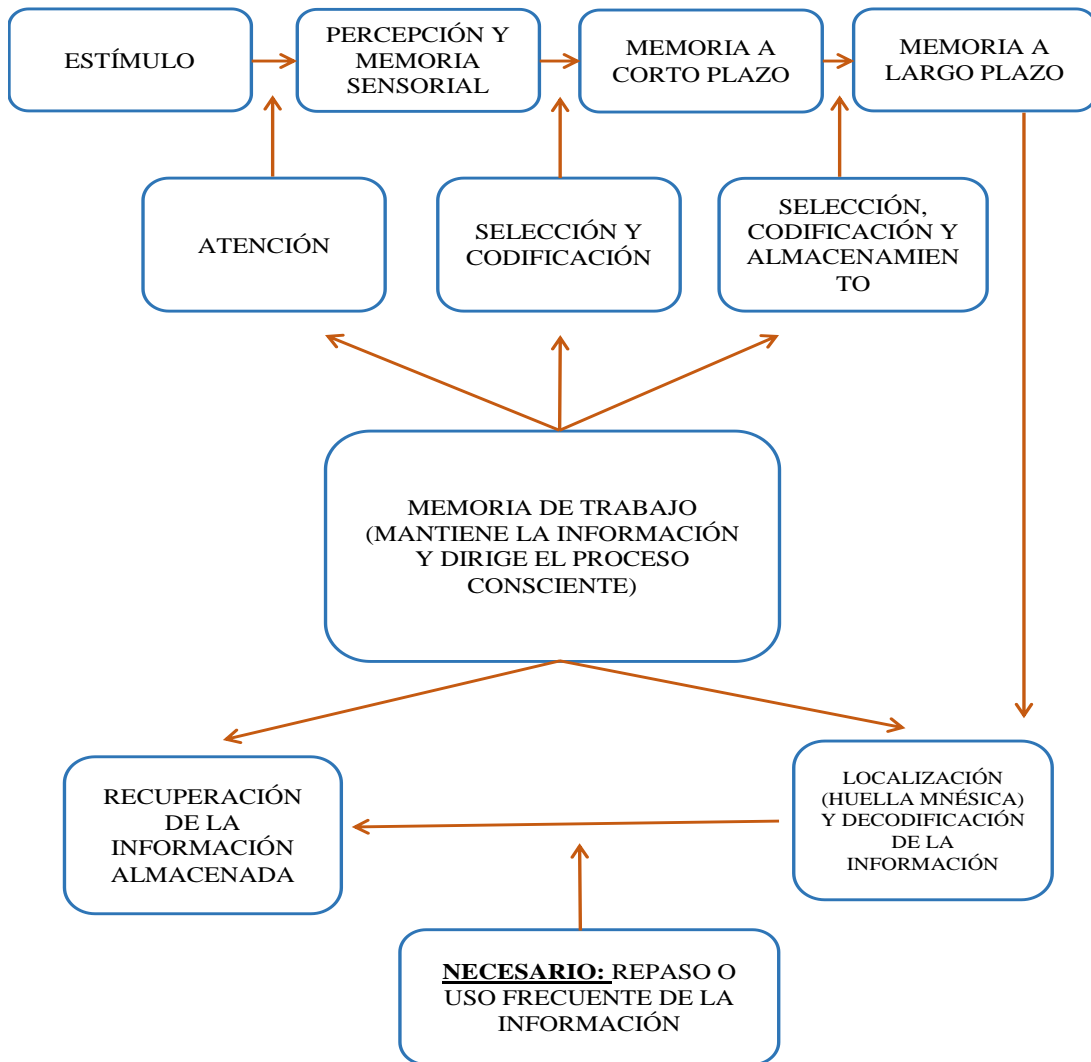 ESTÍMULO
PERCEPCIÓN Y
MEMORIA
SENSORIAL
MEMORIA A
CORTO PLAZO
MEMORIA A
LARGO PLAZO
ATENCIÓN
SELECCIÓN Y
CODIFICACIÓN
SELECCIÓN,
CODIFICACIÓN Y
ALMACENAMIEN
TO
MEMORIA DE TRABAJO
(MANTIENE LA INFORMACIÓN
Y DIRIGE EL PROCESO
CONSCIENTE)
RECUPERACIÓN
DE LA
INFORMACIÓN
ALMACENADA
LOCALIZACIÓN
(HUELLA MNÉSICA)
Y DECODIFICACIÓN
DE LA
INFORMACIÓN
NECESARIO: REPASO O
USO FRECUENTE DE LA
INFORMACIÓN